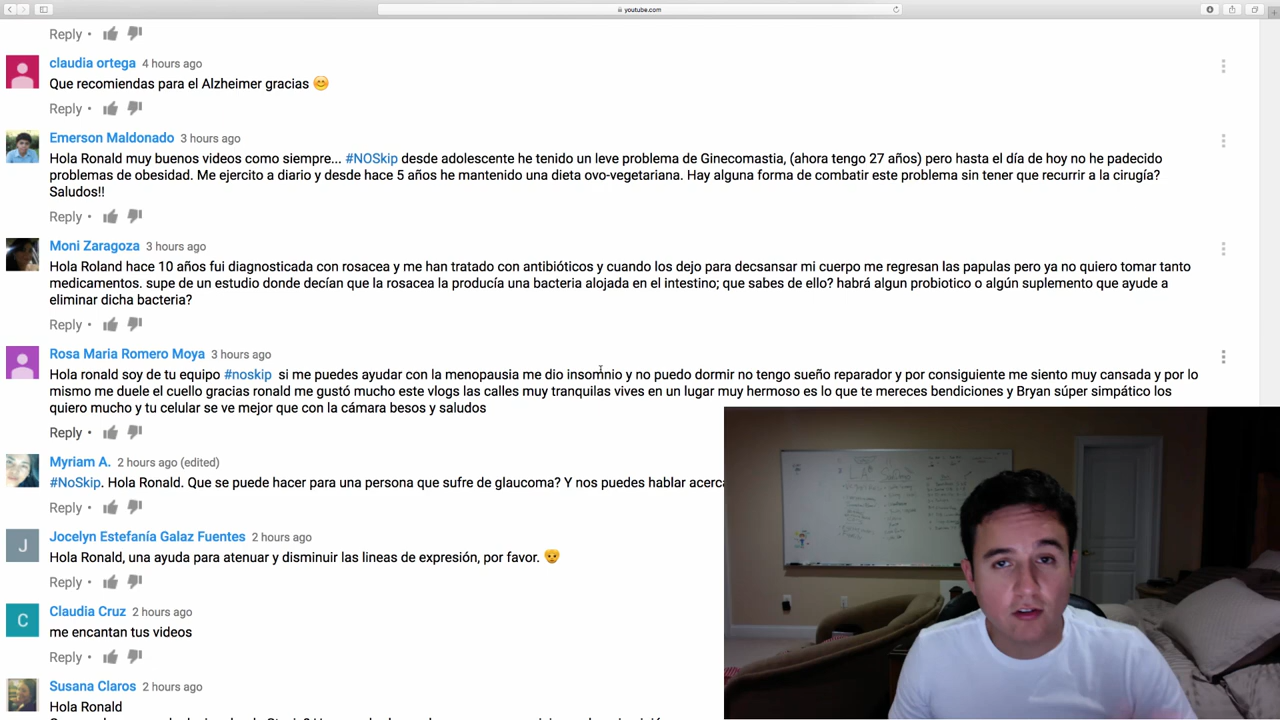 youtube.com
Reply •
claudia ortega 4 hours ago
Que recomiendas para el Alzheimer gracias 😊
Reply •
Emerson Maldonado 3 hours ago
Hola Ronald muy buenos videos como siempre... #NOSkip desde adolescente he tenido un leve problema de Ginecomastia, (ahora tengo 27 años) pero hasta el día de hoy no he padecido
problemas de obesidad. Me ejercito a diario y desde hace 5 años he mantenido una dieta ovo-vegetariana. Hay alguna forma de combatir este problema sin tener que recurrir a la cirugía?
Saludos!!
Reply •
Moni Zaragoza 3 hours ago
Hola Roland hace 10 años fui diagnosticada con rosacea y me han tratado con antibióticos y cuando los dejo para decsansar mi cuerpo me regresan las papulas pero ya no quiero tomar tanto
medicamentos. supe de un estudio donde decían que la rosacea la producía una bacteria alojada en el intestino; que sabes de ello? habrá algun probiotico o algún suplemento que ayude a
eliminar dicha bacteria?
Reply •
Rosa Maria Romero Moya 3 hours ago
Hola ronald soy de tu equipo #noskip si me puedes ayudar con la menopausia me dio insomnio y no puedo dormir no tengo sueño reparador y por consiguiente me siento muy cansada y por lo
mismo me duele el cuello gracias ronald me gustó mucho este vlogs las calles muy tranquilas vives en un lugar muy hermoso es lo que te mereces bendiciones y Bryan súper simpático los
quiero mucho y tu celular se ve mejor que con la cámara besos y saludos
Reply •
Myriam A. 2 hours ago (edited)
#NoSkip. Hola Ronald. Que se puede hacer para una persona que sufre de glaucoma? Y nos puedes hablar acerca
Reply •
J
Jocelyn Estefanía Galaz Fuentes 2 hours ago
Hola Ronald, una ayuda para atenuar y disminuir las lineas de expresión, por favor.
Reply •
C
Claudia Cruz 2 hours ago
me encantan tus videos
Reply •
Susana Claros 2 hours ago
Hola Ronald